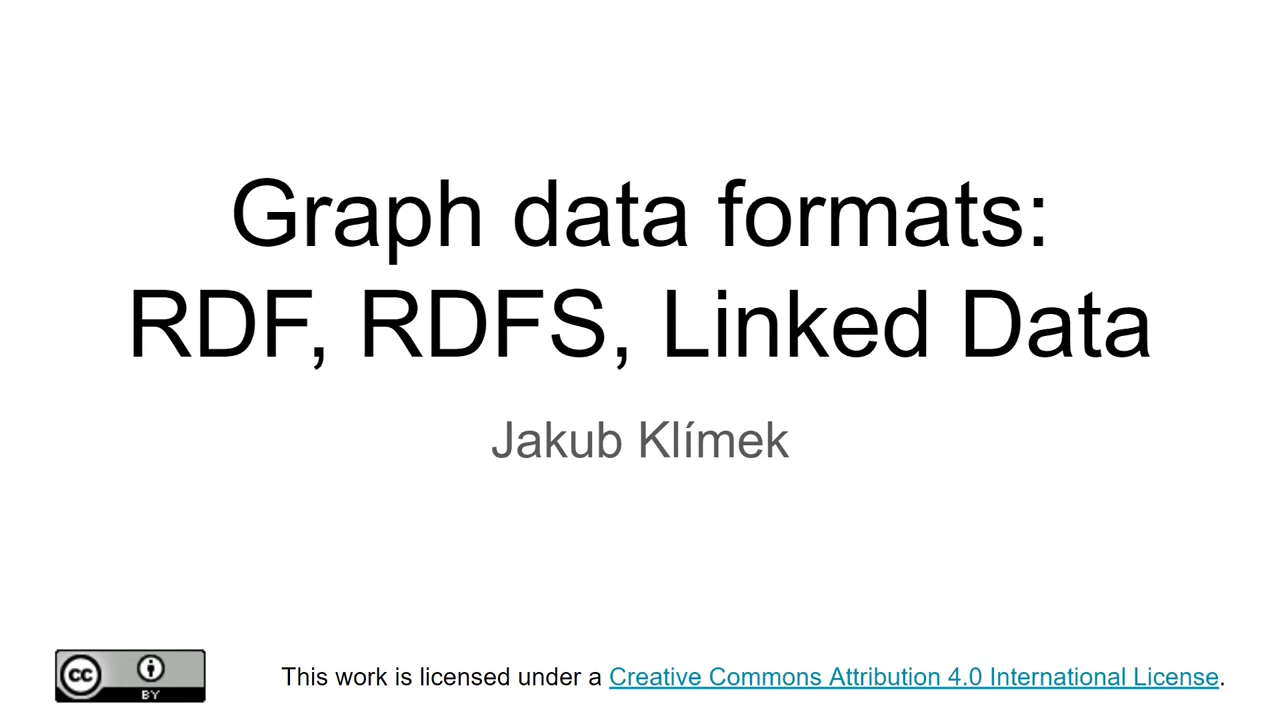 Graph data formats:
RDF, RDFS, Linked Data
Jakub Klímek
cc
BY
This work is licensed under a Creative Commons Attribution 4.0 International License.